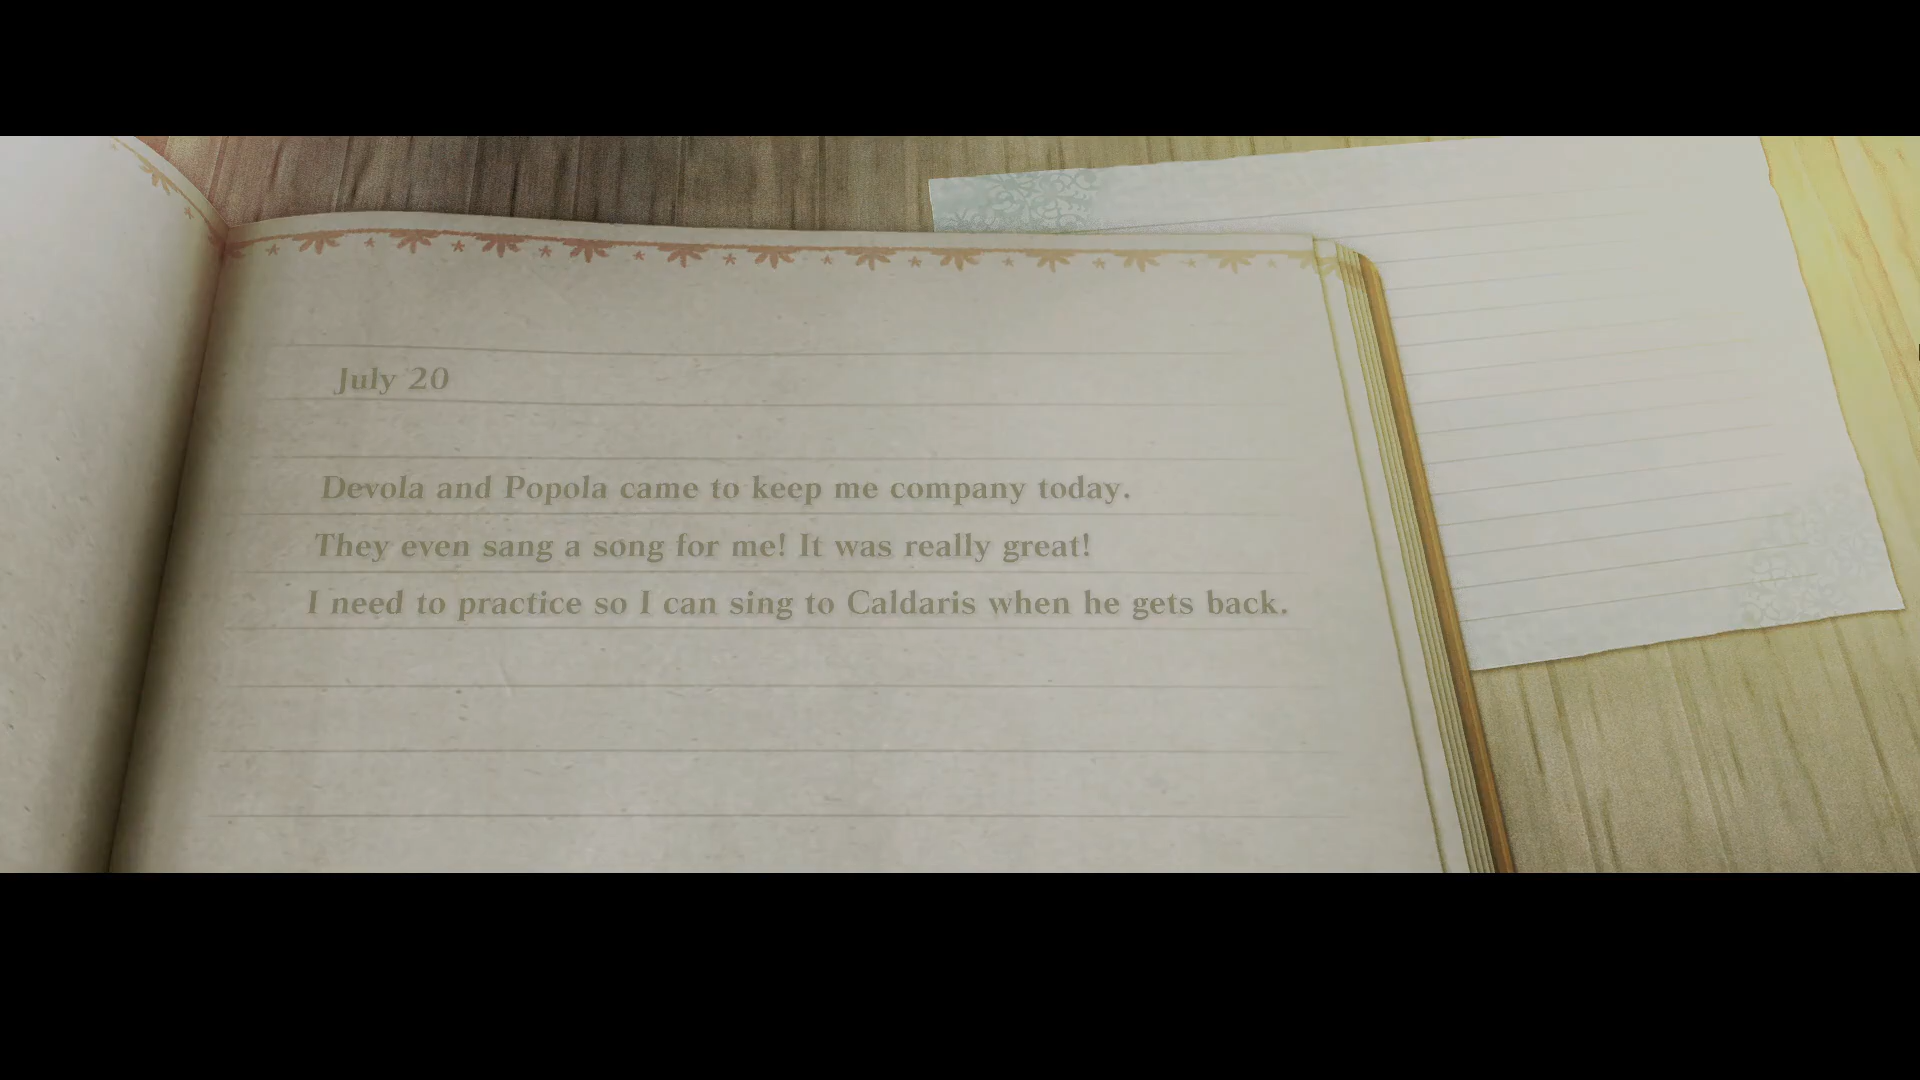 July 20
Devola and Popola came to keep me company today.
They even sang a song for me! It was really great!
I need to practice so I can sing to Caldaris when he gets back.